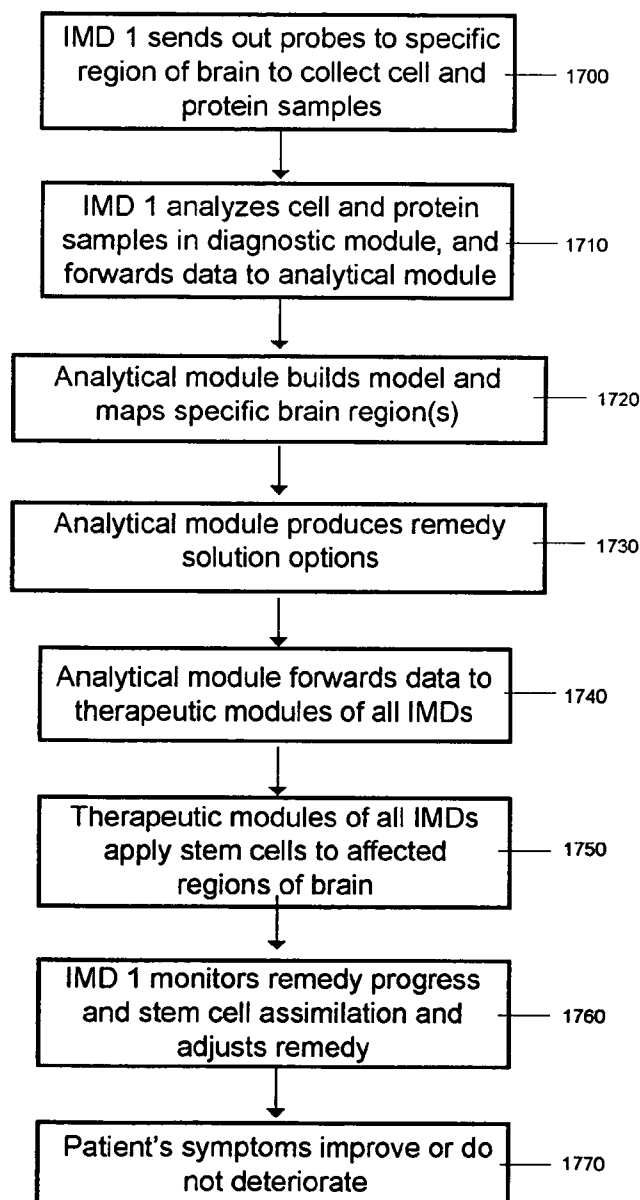 IMD 1 sends out probes to specific
region of brain to collect cell and
protein samples
1700
IMD 1 analyzes cell and protein
samples in diagnostic module, and
forwards data to analytical module
1710
Analytical module builds model and
maps specific brain region(s)
1720
Analytical module produces remedy
solution options
1730
Analytical module forwards data to
therapeutic modules of all IMDs
1740
Therapeutic modules of all IMDs
apply stem cells to affected
regions of brain
1750
IMD 1 monitors remedy progress
and stem cell assimilation and
adjusts remedy
1760
Patient's symptoms improve or do
not deteriorate
1770